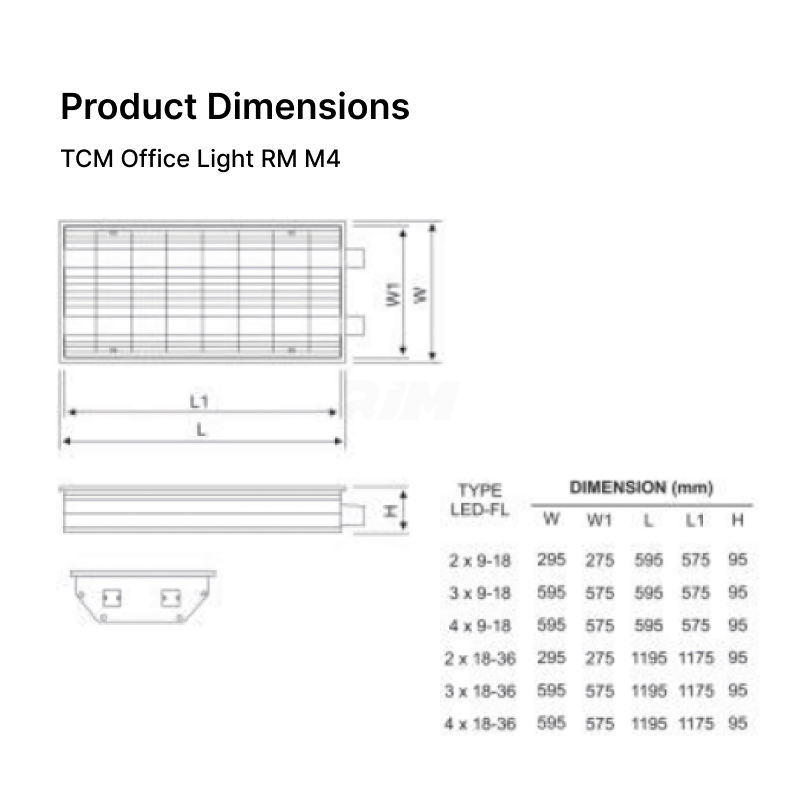 Product Dimensions
TCM Office Light RM M4
W1
W
L1
L
RIM
H
TYPE
LED-FL
DIMENSION (mm)
W W1 L L1 H
2 x 9-18 295 275 595 575 95
3 x 9-18 595 575 595 575 95
4 x 9-18 595 575 595 575 95
2 x 18-36 295 275 1195 1175 95
3 x 18-36 595 575 1195 1175 95
4 x 18-36 595 575 1195 1175 95